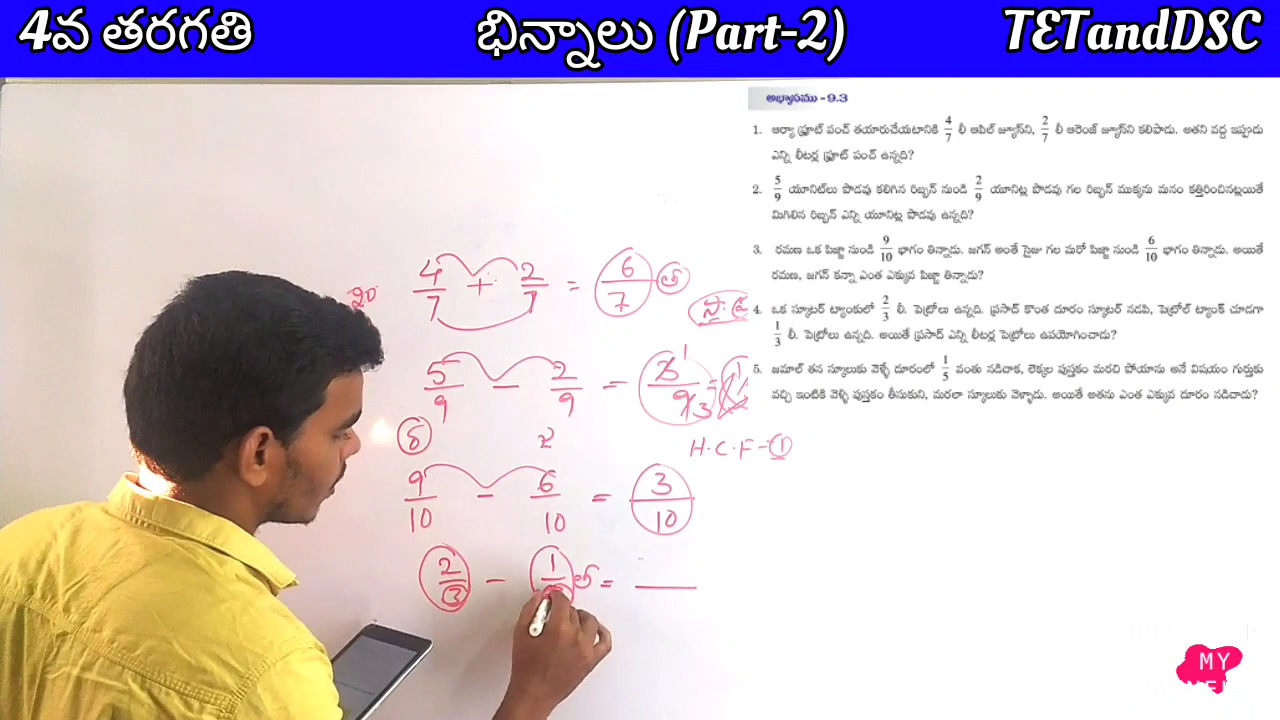 4వ తరగతి
భిన్నాలు (Part-2)
TETandDSC
అభ్యాసము - 9.3
1. ఆర్యా ఫ్రూట్ పంచ్ తయారుచేయటానికి 4/7 లీ ఆపిల్ జ్యూస్‌ని, 2/7 లీ ఆరెంజ్ జ్యూస్‌ని కలిపాడు. అతని వద్ద ఇప్పుడు
ఎన్ని లీటర్ల ఫ్రూట్ పంచ్ ఉన్నది?
2. 5/9 యూనిట్‌లు పొడవు కలిగిన రిబ్బన్ నుండి 2/9 యూనిట్ల పొడవు గల రిబ్బన్ ముక్కను మనం కత్తిరించినట్లయితే
మిగిలిన రిబ్బన్ ఎన్ని యూనిట్ల పొడవు ఉన్నది?
3. రమణ ఒక పిజ్జా నుండి 9/10 భాగం తిన్నాడు. జగన్ అంతే సైజు గల మరో పిజ్జా నుండి 6/10 భాగం తిన్నాడు. అయితే
రమణ, జగన్ కన్నా ఎంత ఎక్కువ పిజ్జా తిన్నాడు?
4. ఒక స్కూటర్ ట్యాంకులో 2/3 లీ. పెట్రోలు ఉన్నది. ప్రసాద్ కొంత దూరం స్కూటర్ నడపి, పెట్రోల్ ట్యాంక్ చూడగా
1/3 లీ. పెట్రోలు ఉన్నది. అయితే ప్రసాద్ ఎన్ని లీటర్ల పెట్రోలు ఉపయోగించాడు?
5. జమాల్ తన స్కూలుకు వెళ్ళే దూరంలో 1/5 వంతు నడిచాక, లెక్కల పుస్తకం మరచి పోయాను అనే విషయం గుర్తుకు
వచ్చి ఇంటికి వెళ్ళి పుస్తకం తీసుకుని, మరలా స్కూలుకు వెళ్ళాడు. అయితే అతను ఎంత ఎక్కువ దూరం నడిచాడు?
4/7 + 2/7 = 6/7 లీ
5/9 - 2/9 = 3/9
H.C.F - 1
9/10 - 6/10 = 3/10
2/3 - 1 లీ =
MY